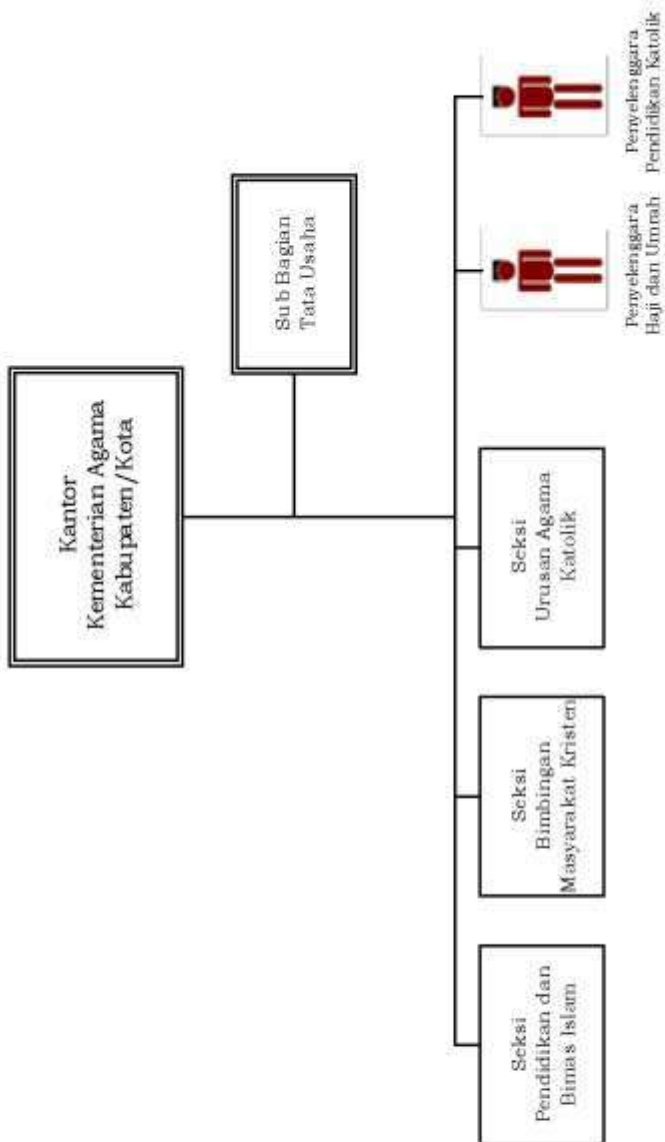 Kantor
Kementerian Agama
Kabupaten/Kota
Sub Bagian
Tata Usaha
Seksi
Pendidikan dan
Bimas Islam
Seksi
Bimbingan
Masyarakat Kristen
Seksi
Urusan Agama
Katolik
Penyelenggara
Haji dan Umrah
Penyelenggara
Pendidikan Katolik